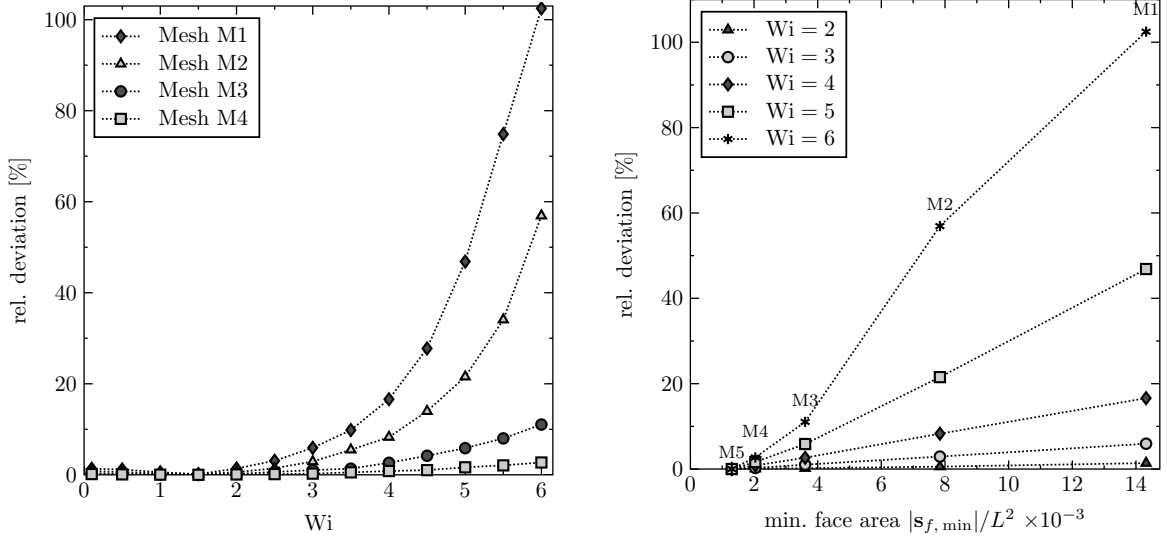 100
80
60
40
20
0
0
1
2
3
4
5
6
rel. deviation [%]
Wi
Mesh M1
Mesh M2
Mesh M3
Mesh M4
100
80
60
40
20
0
0
2
4
6
8
10
12
14
rel. deviation [%]
min. face area |s_{f, min}|/L² ×10⁻³
Wi = 2
Wi = 3
Wi = 4
Wi = 5
Wi = 6
M1
M2
M3
M4
M5